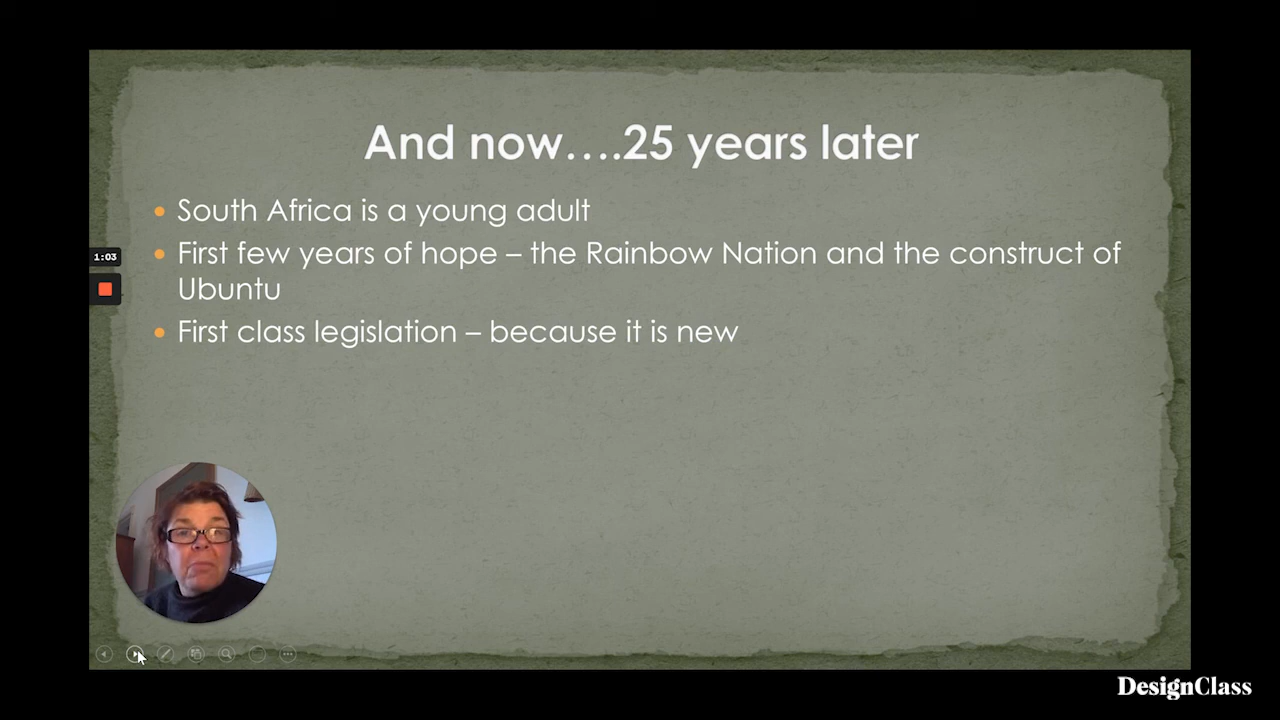 And now....25 years later
South Africa is a young adult
First few years of hope – the Rainbow Nation and the construct of
Ubuntu
First class legislation – because it is new
1:03
DesignClass